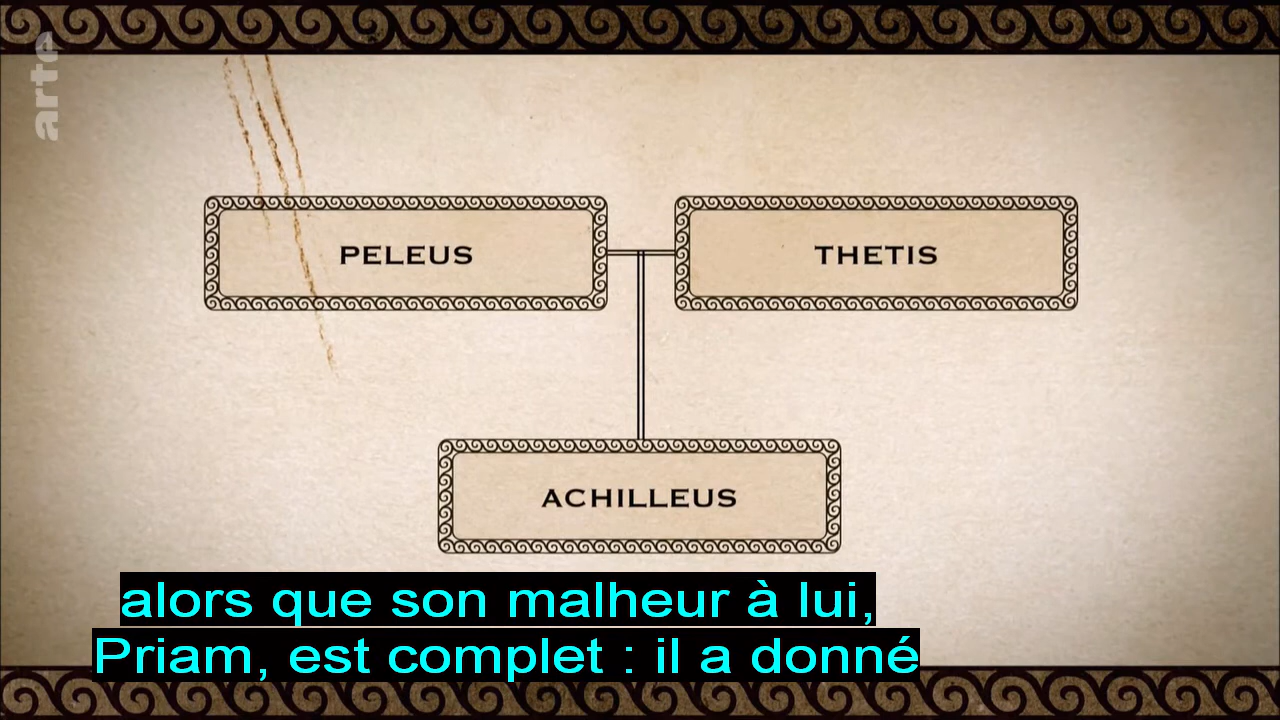 arte
PELEUS
THETIS
ACHILLEUS
alors que son malheur à lui,
Priam, est complet : il a donné